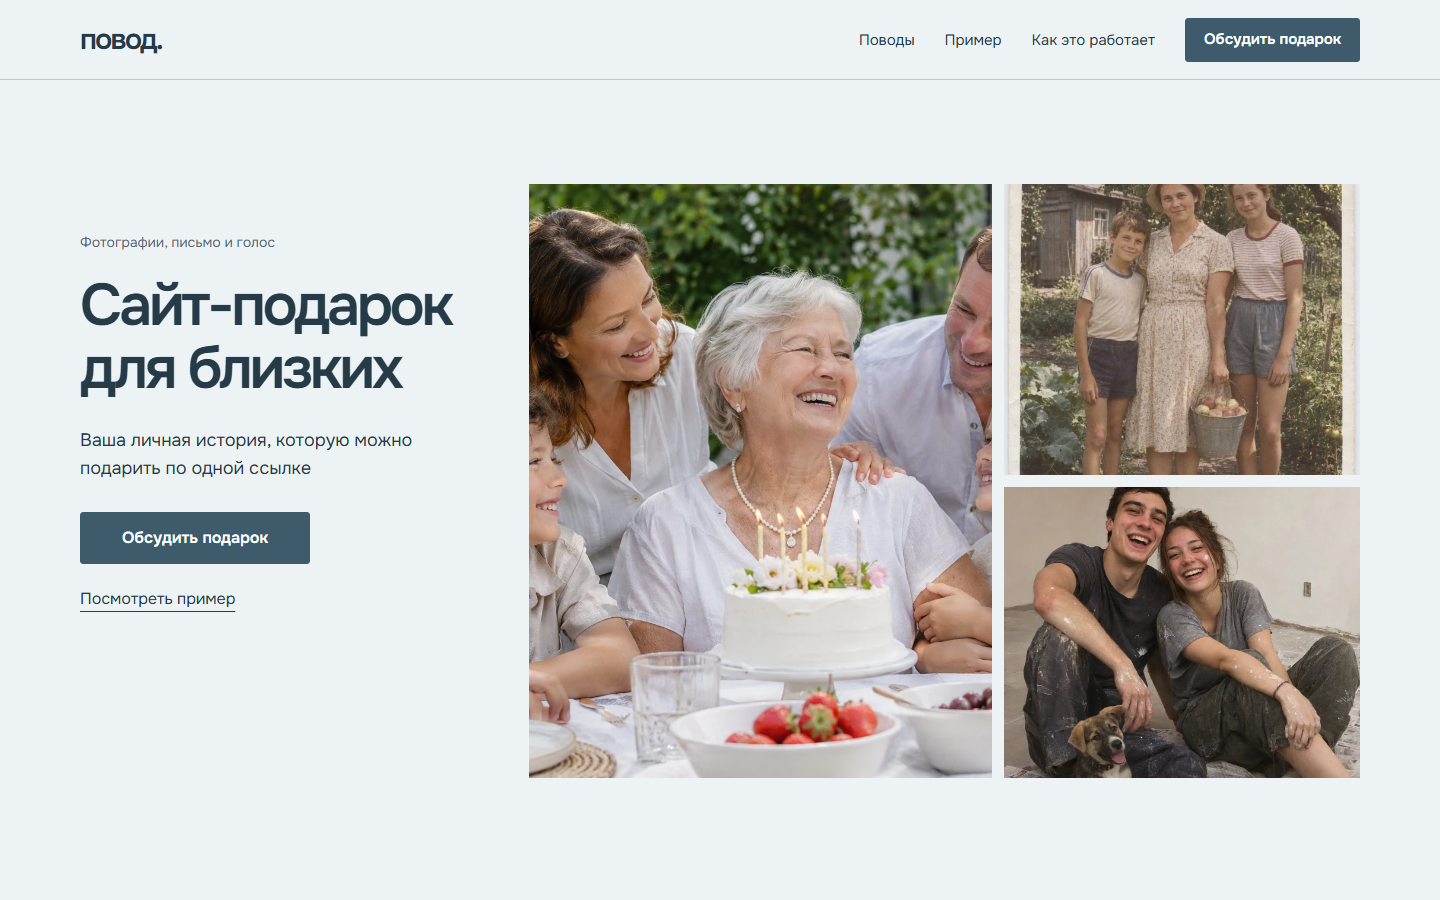 повод.
Поводы
Пример
Как это работает
Обсудить подарок
Фотографии, письмо и голос
Сайт-подарок
для близких
Ваша личная история, которую можно
подарить по одной ссылке
Обсудить подарок
Посмотреть пример